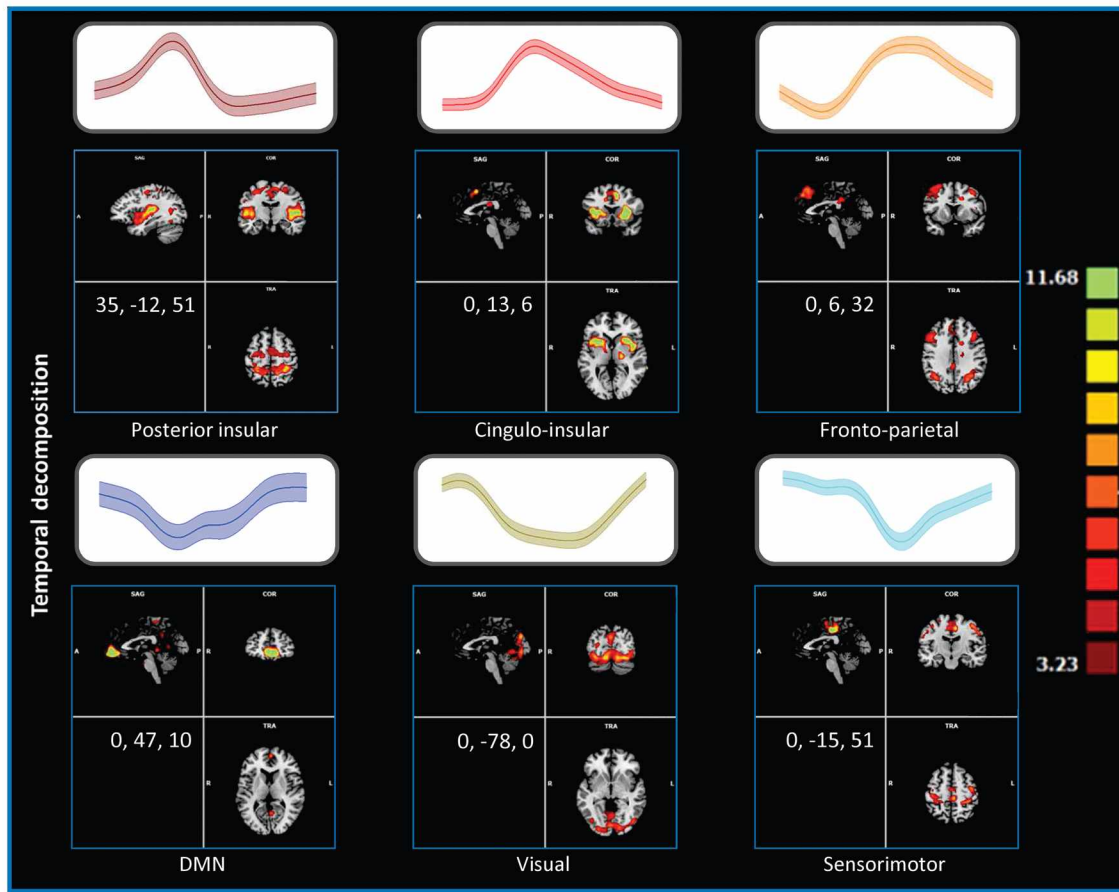 Temporal decomposition
SAG COR
A P R
35, -12, 51
TRA
R L
Posterior insular
SAG COR
A P R
0, 13, 6
TRA
R L
Cingulo-insular
SAG COR
A P R
0, 6, 32
TRA
R L
Fronto-parietal
11.68
3.23
SAG COR
A P R
0, 47, 10
TRA
R L
DMN
SAG COR
A P R
0, -78, 0
TRA
R L
Visual
SAG COR
A P R
0, -15, 51
TRA
R L
Sensorimotor